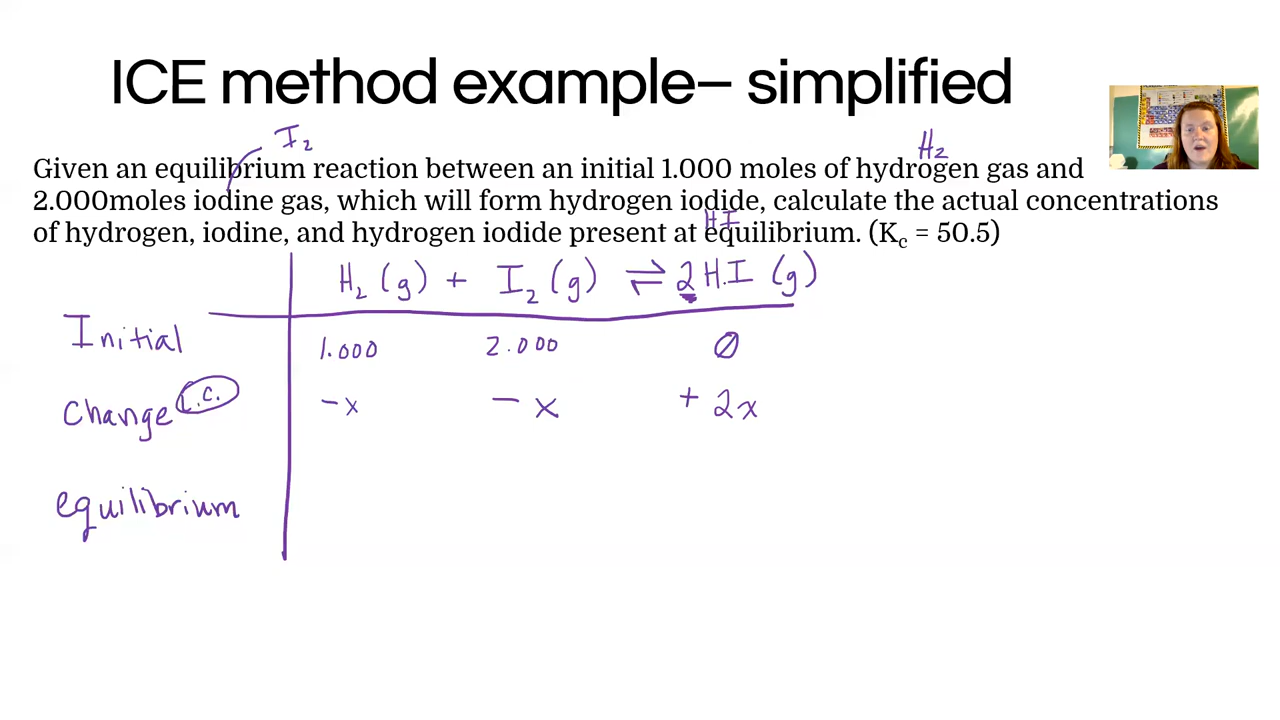 ICE method example– simplified
I₂
H₂
Given an equilibrium reaction between an initial 1.000 moles of hydrogen gas and
2.000moles iodine gas, which will form hydrogen iodide, calculate the actual concentrations
HI
of hydrogen, iodine, and hydrogen iodide present at equilibrium. (K꜀ = 50.5)
H₂ (g) + I₂ (g) ⇌ 2 HI (g)
Initial 1.000 2.000 0
Change L.C. -x -x +2x
equilibrium